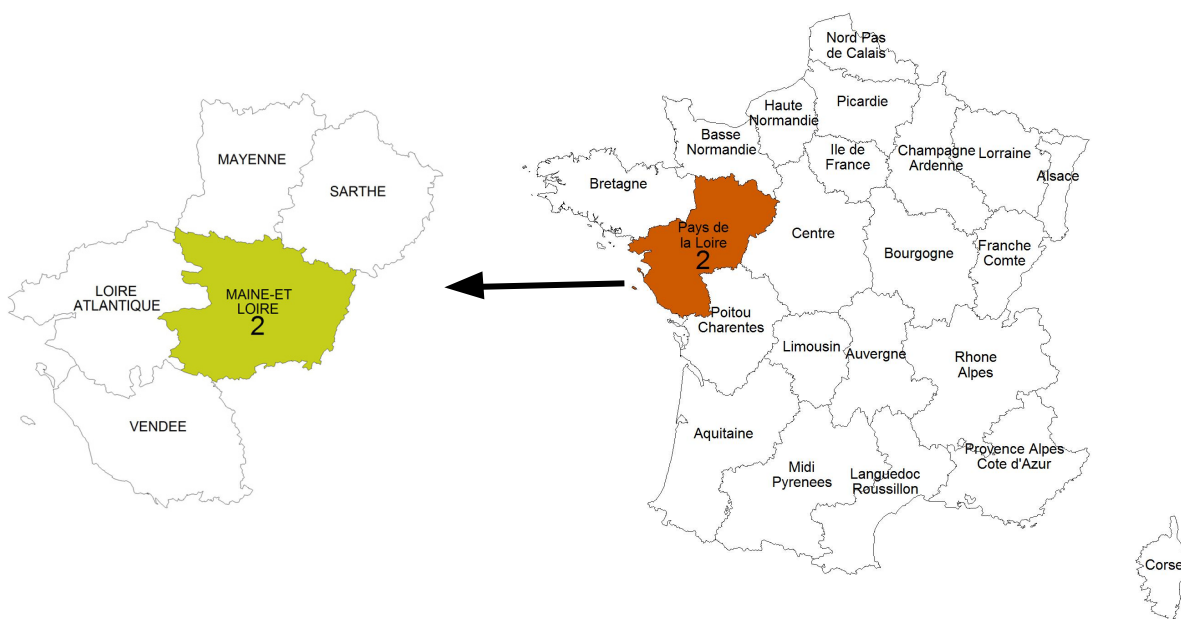 MAYENNE
SARTHE
LOIRE
ATLANTIQUE
MAINE-ET
LOIRE
2
VENDEE
Nord Pas
de Calais
Picardie
Haute
Normandie
Basse
Normandie
Ile de
France
Champagne
Ardenne
Lorraine
Alsace
Bretagne
Pays de
la Loire
2
Centre
Bourgogne
Franche
Comte
Poitou
Charentes
Limousin
Auvergne
Rhone
Alpes
Aquitaine
Midi
Pyrenees
Languedoc
Roussillon
Provence Alpes
Cote d'Azur
Corse